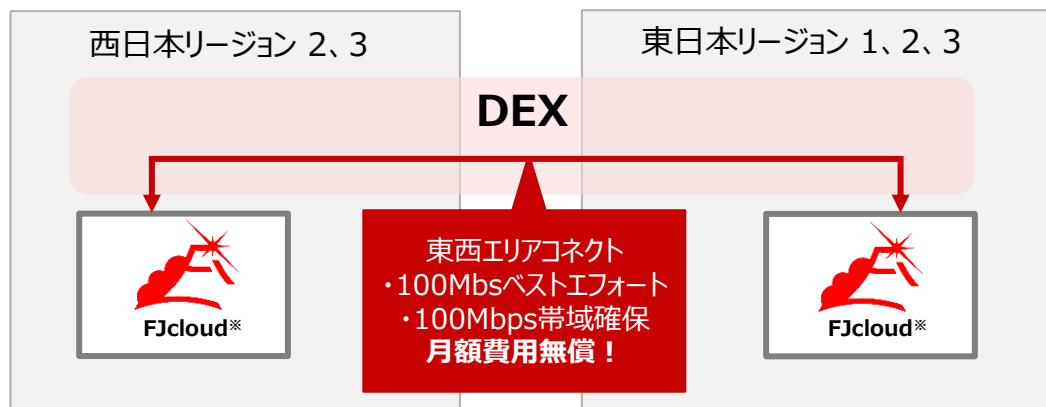 西日本リージョン 2、3
東日本リージョン 1、2、3
DEX
東西エリアコネクト
・100Mbsベストエフォート
・100Mbps帯域確保
月額費用無償！
FJcloud※
FJcloud※